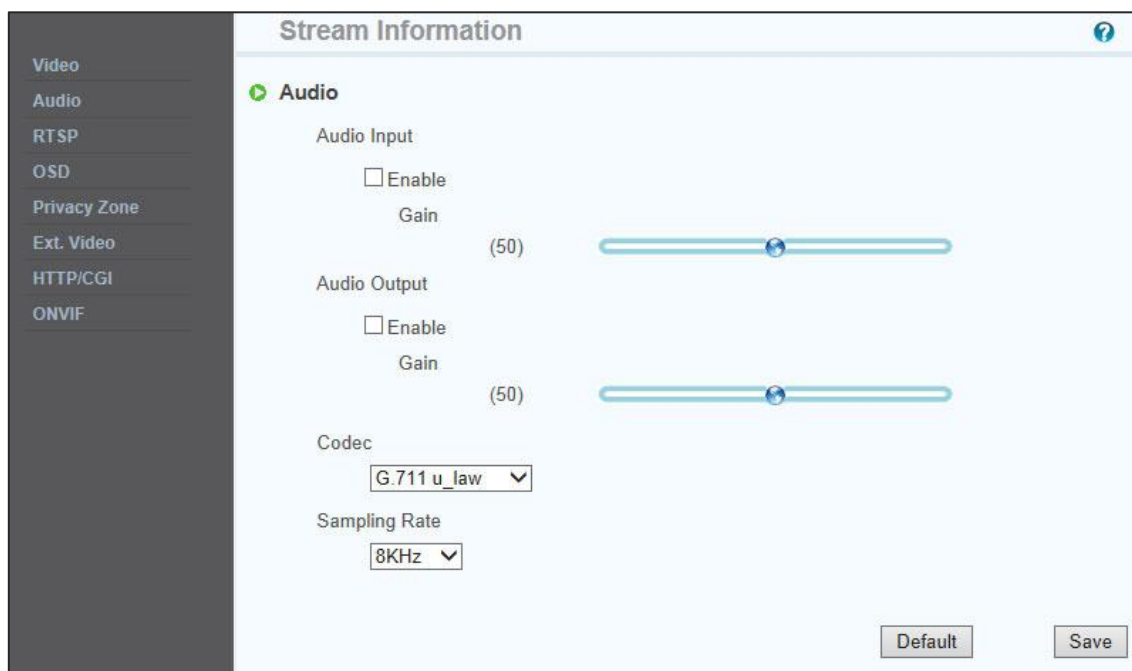 Stream Information
Video
Audio
RTSP
OSD
Privacy Zone
Ext. Video
HTTP/CGI
ONVIF
Audio
Audio Input
Enable
Gain
(50)
Audio Output
Enable
Gain
(50)
Codec
G.711 u_law
Sampling Rate
8KHz
Default Save